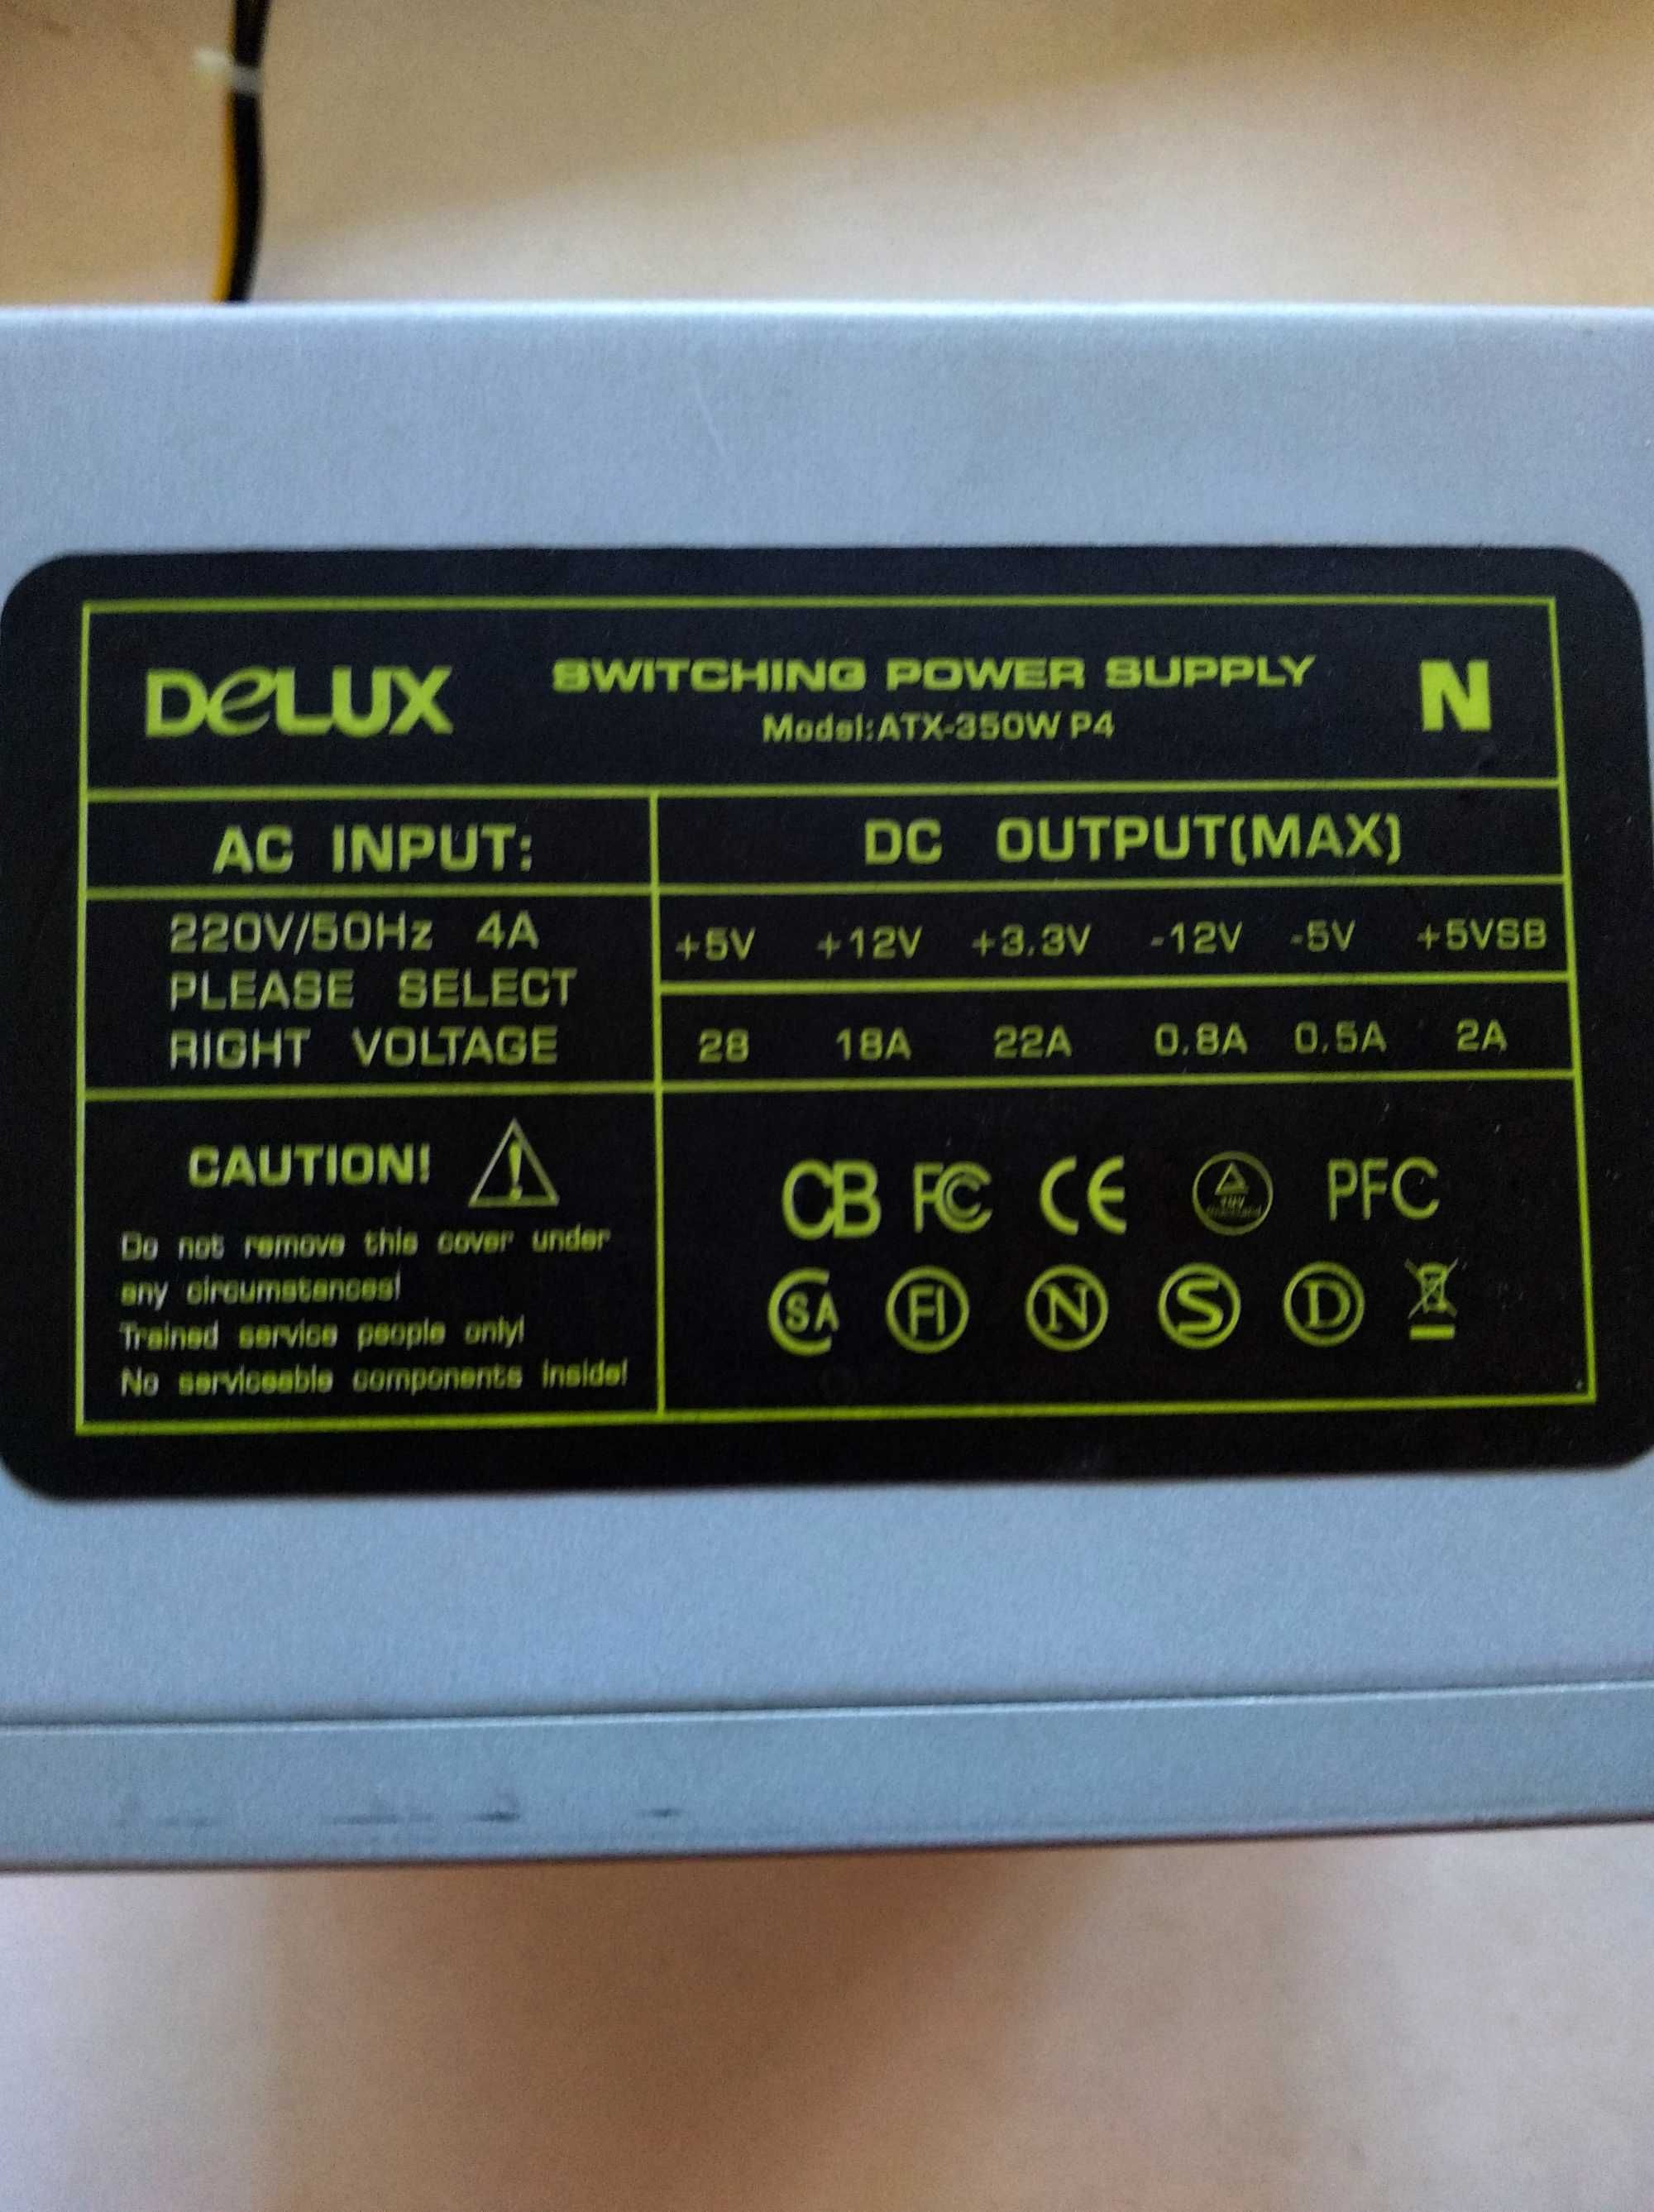 DeLUX
SWITCHING POWER SUPPLY
Model:ATX-350W P4
N
AC INPUT:
220V/50Hz 4A
PLEASE SELECT
RIGHT VOLTAGE
DC OUTPUT(MAX)
+5V +12V +3.3V -12V -5V +5VSB
28 18A 22A 0.8A 0.5A 2A
CAUTION!
Do not remove this cover under
any circumstances!
Trained service people only!
No serviceable components inside!
CB FC CE PFC
SA FI N S D